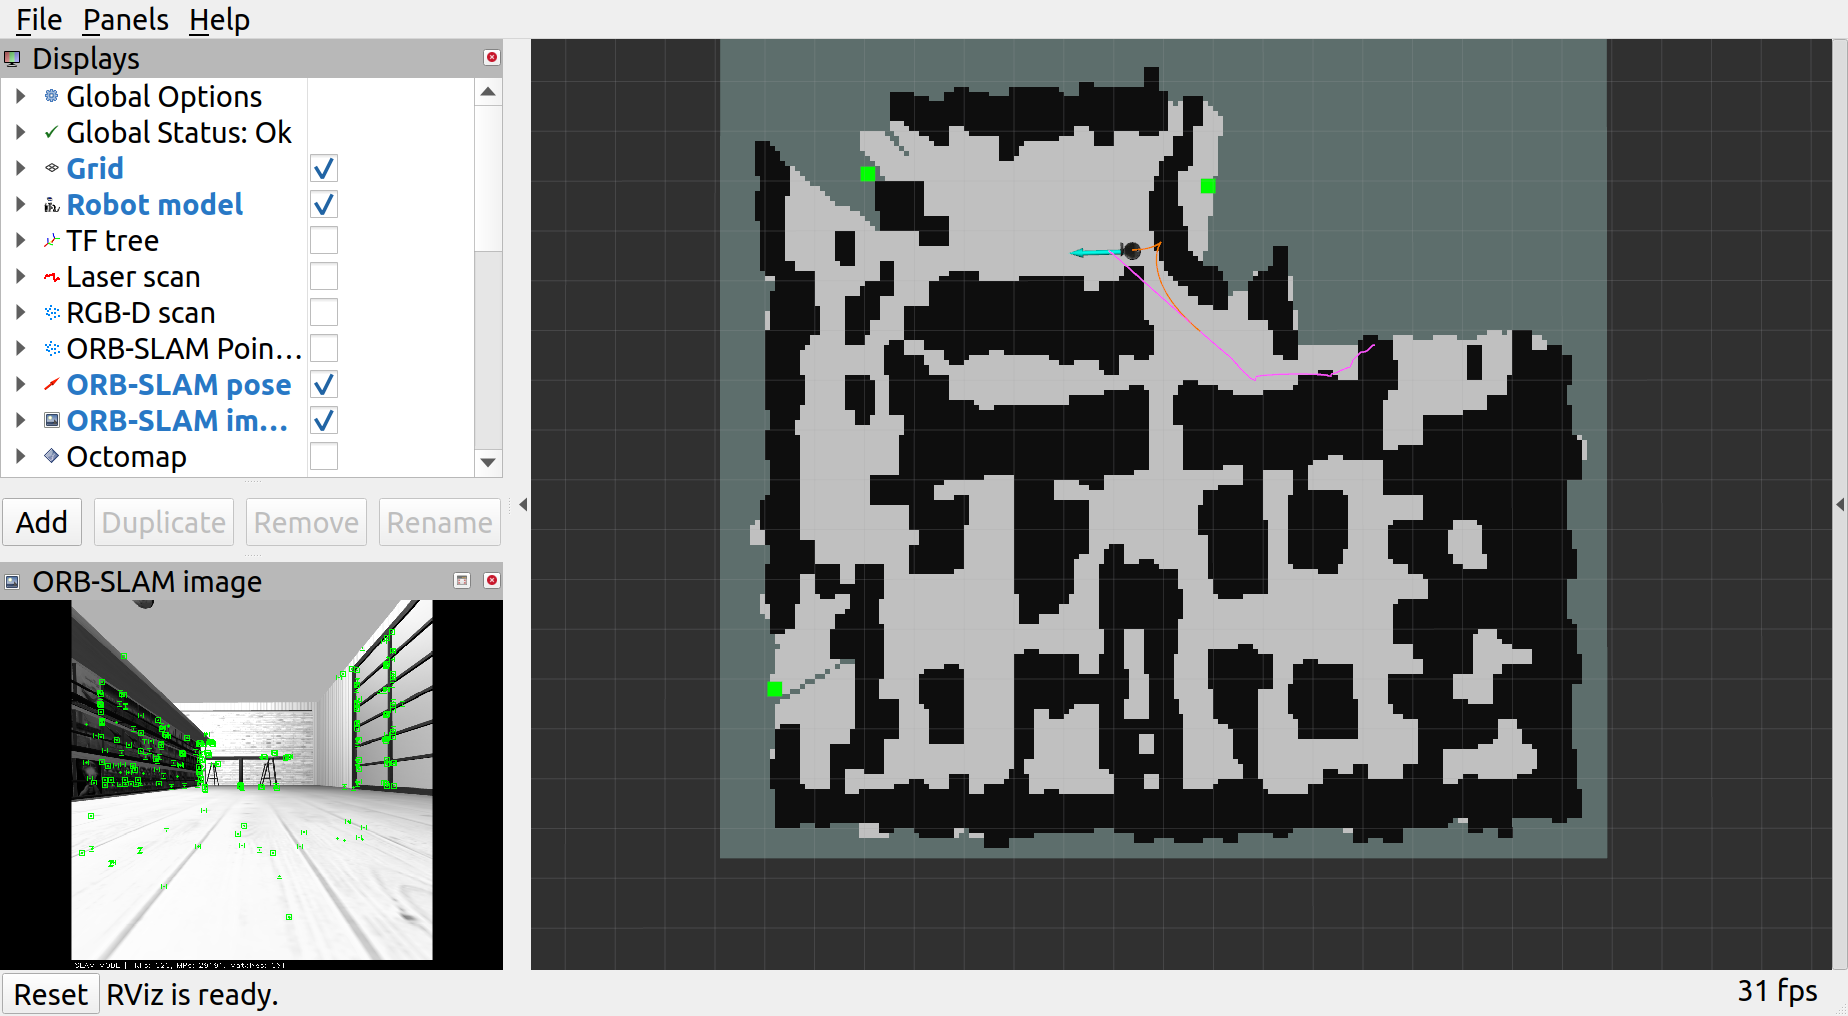 File Panels Help
Displays
Global Options
Global Status: Ok
Grid
Robot model
TF tree
Laser scan
RGB-D scan
ORB-SLAM Poin...
ORB-SLAM pose
ORB-SLAM im...
Octomap
Add Duplicate Remove Rename
ORB-SLAM image
SLAM MODE |
Reset RViz is ready. 31 fps